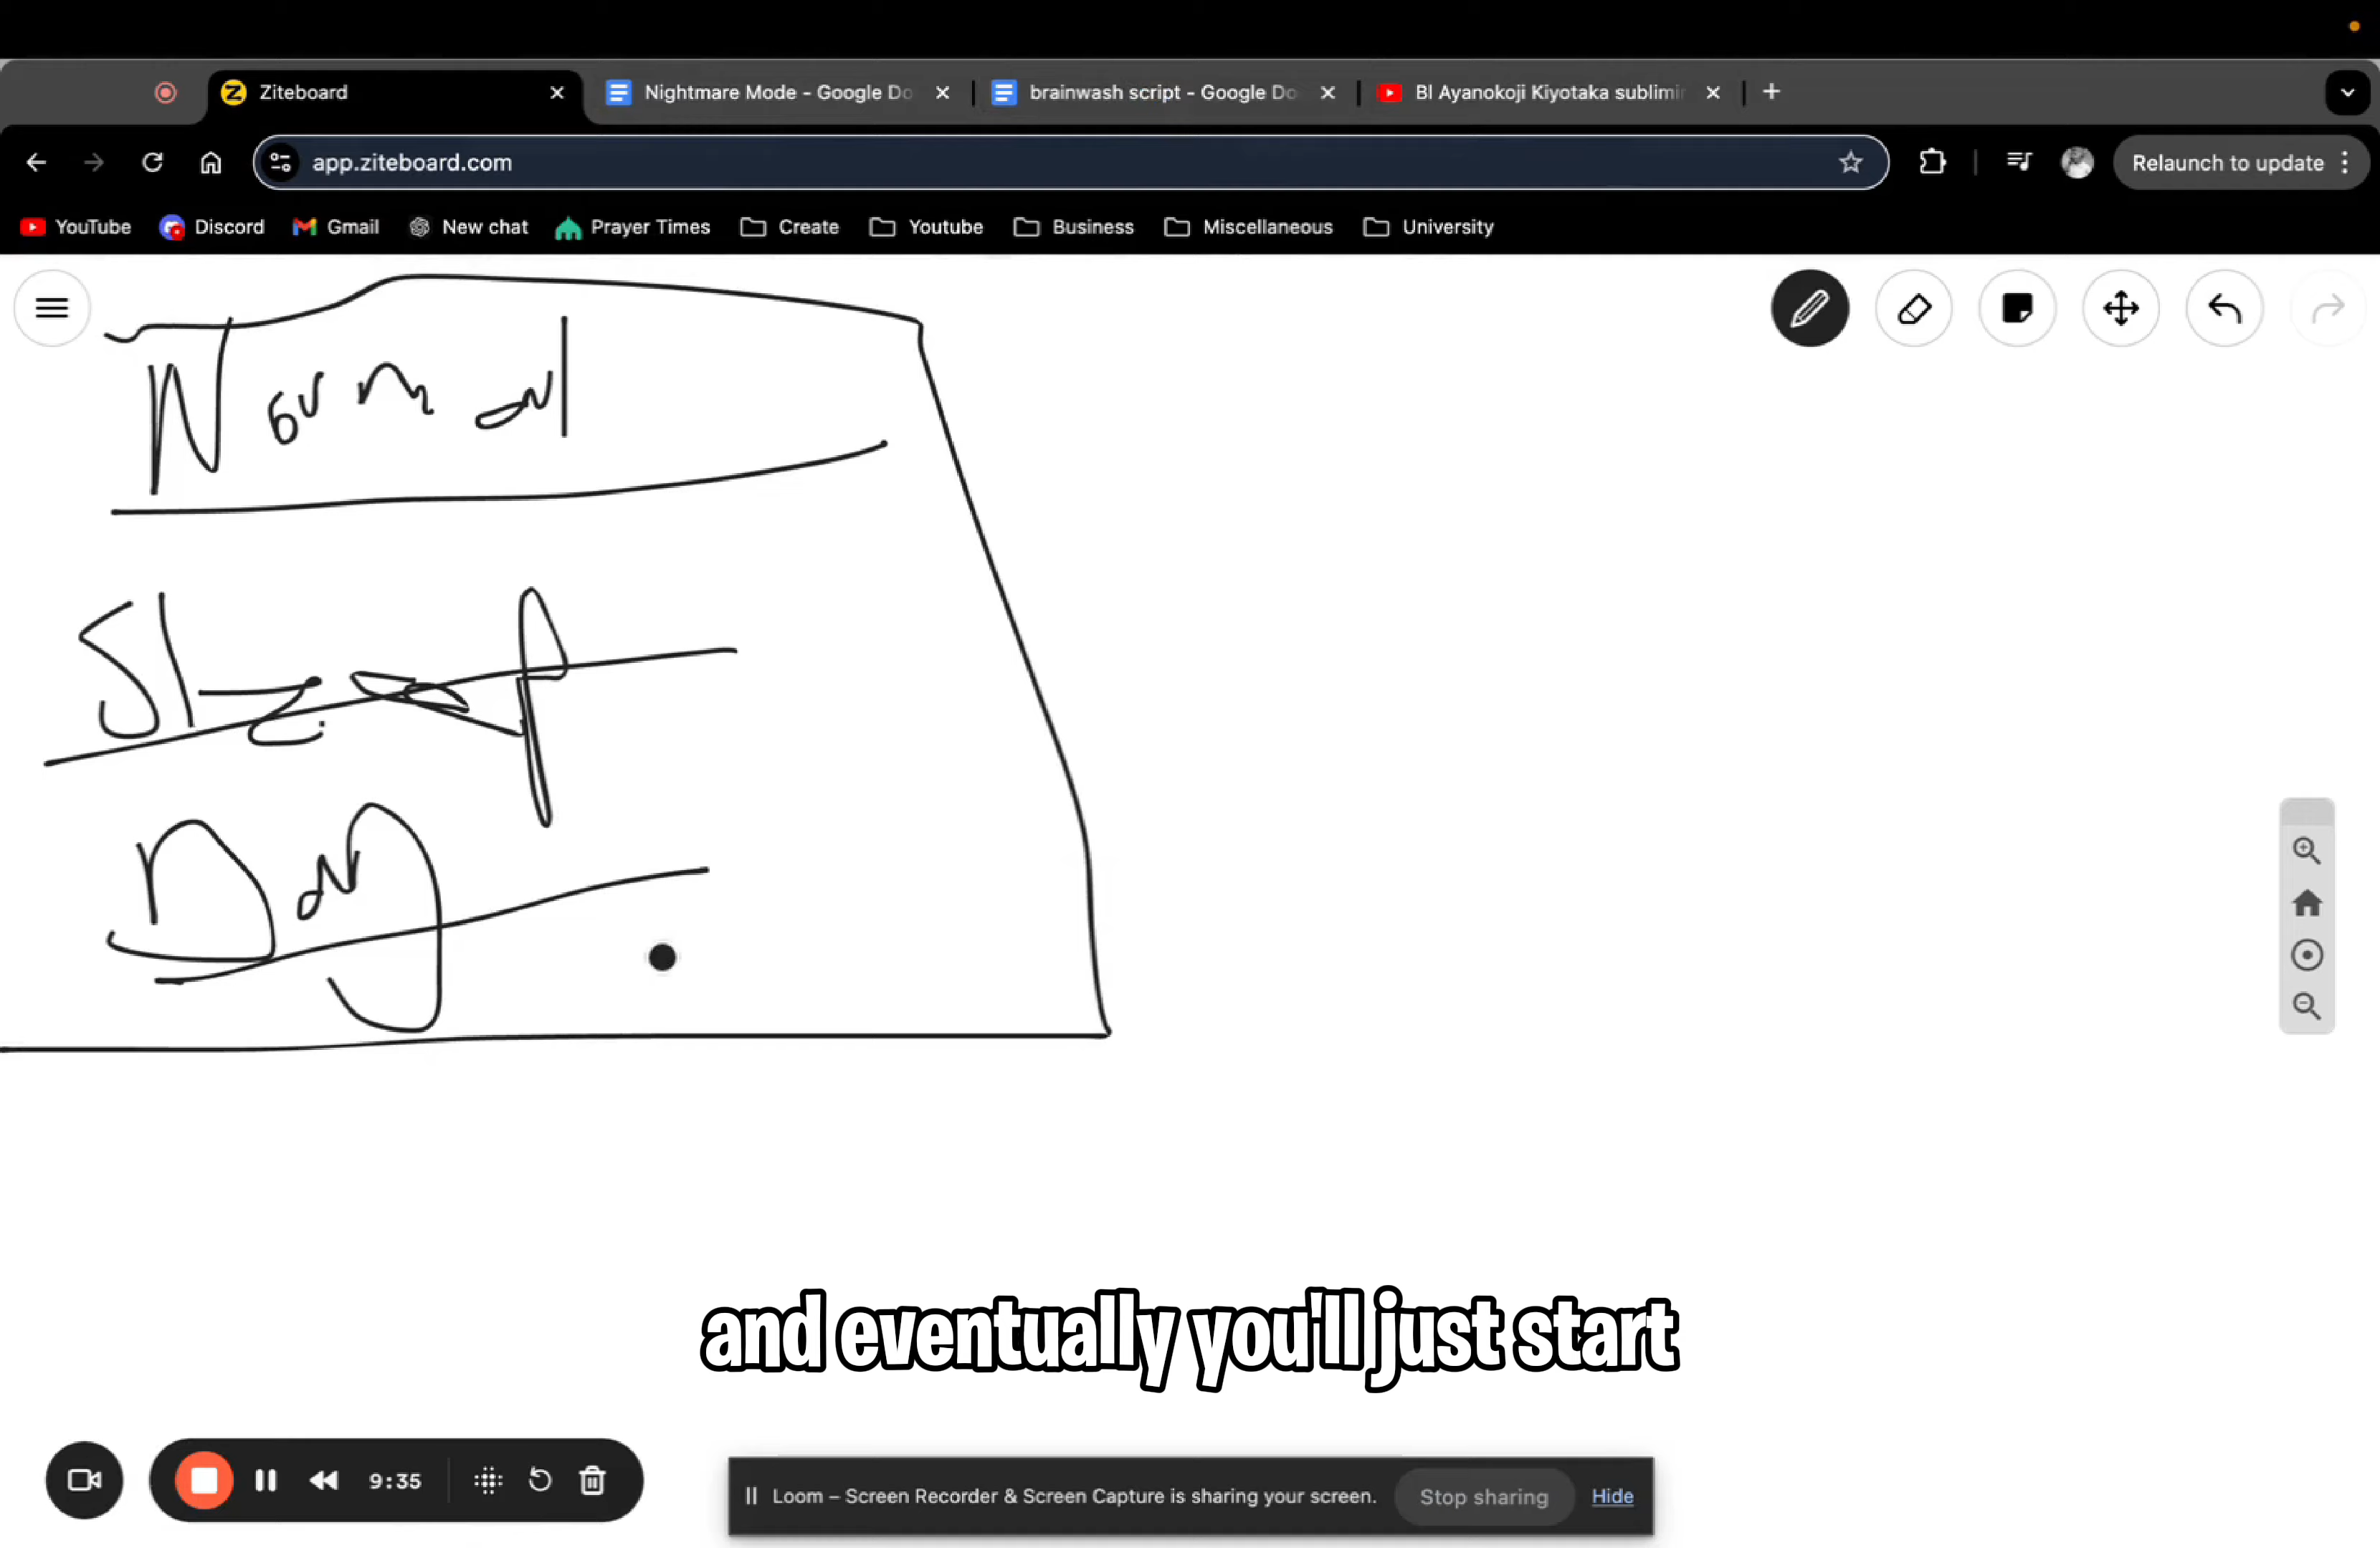 Ziteboard
Nightmare Mode - Google Do
brainwash script - Google Do
BI Ayanokoji Kiyotaka sublimir
app.ziteboard.com
Relaunch to update
YouTube
Discord
Gmail
New chat
Prayer Times
Create
Youtube
Business
Miscellaneous
University
Normal
Sleep
Day
and eventually you'll just start
9:35
Loom – Screen Recorder & Screen Capture is sharing your screen.
Stop sharing
Hide